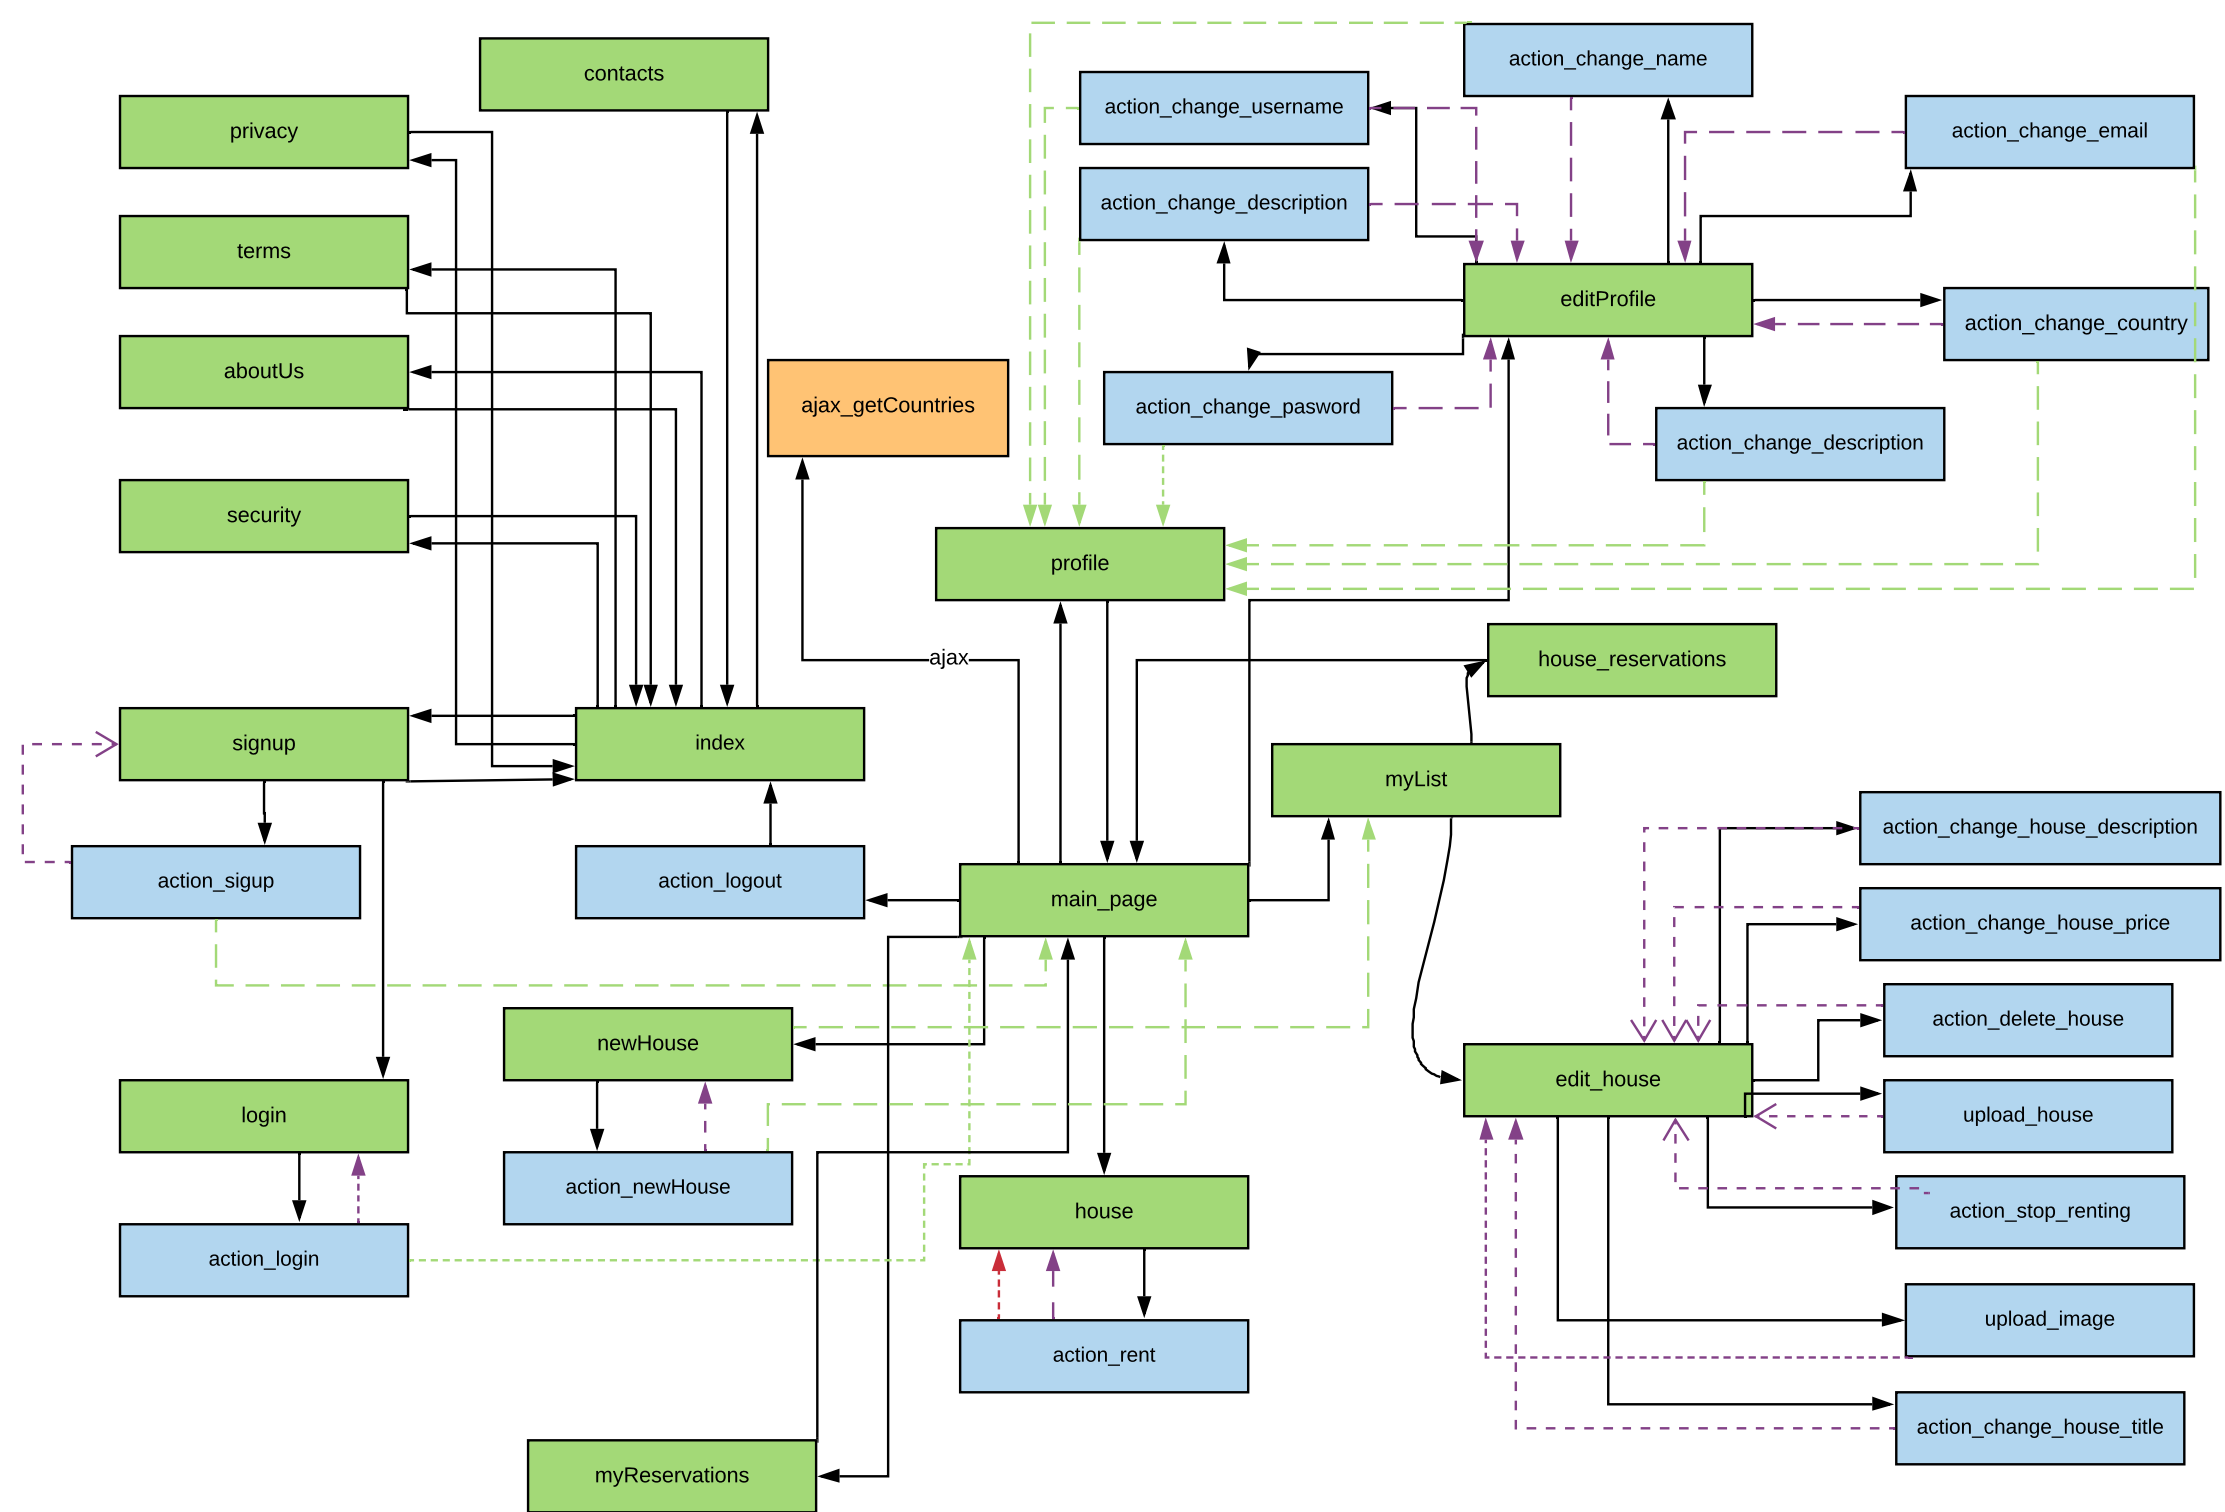 contacts
action_change_name
action_change_username
privacy
action_change_email
action_change_description
terms
editProfile
action_change_country
aboutUs
ajax_getCountries
action_change_pasword
action_change_description
security
profile
ajax
house_reservations
signup
index
myList
action_change_house_description
action_sigup
action_logout
main_page
action_change_house_price
action_delete_house
newHouse
edit_house
login
upload_house
action_newHouse
house
action_stop_renting
action_login
upload_image
action_rent
action_change_house_title
myReservations